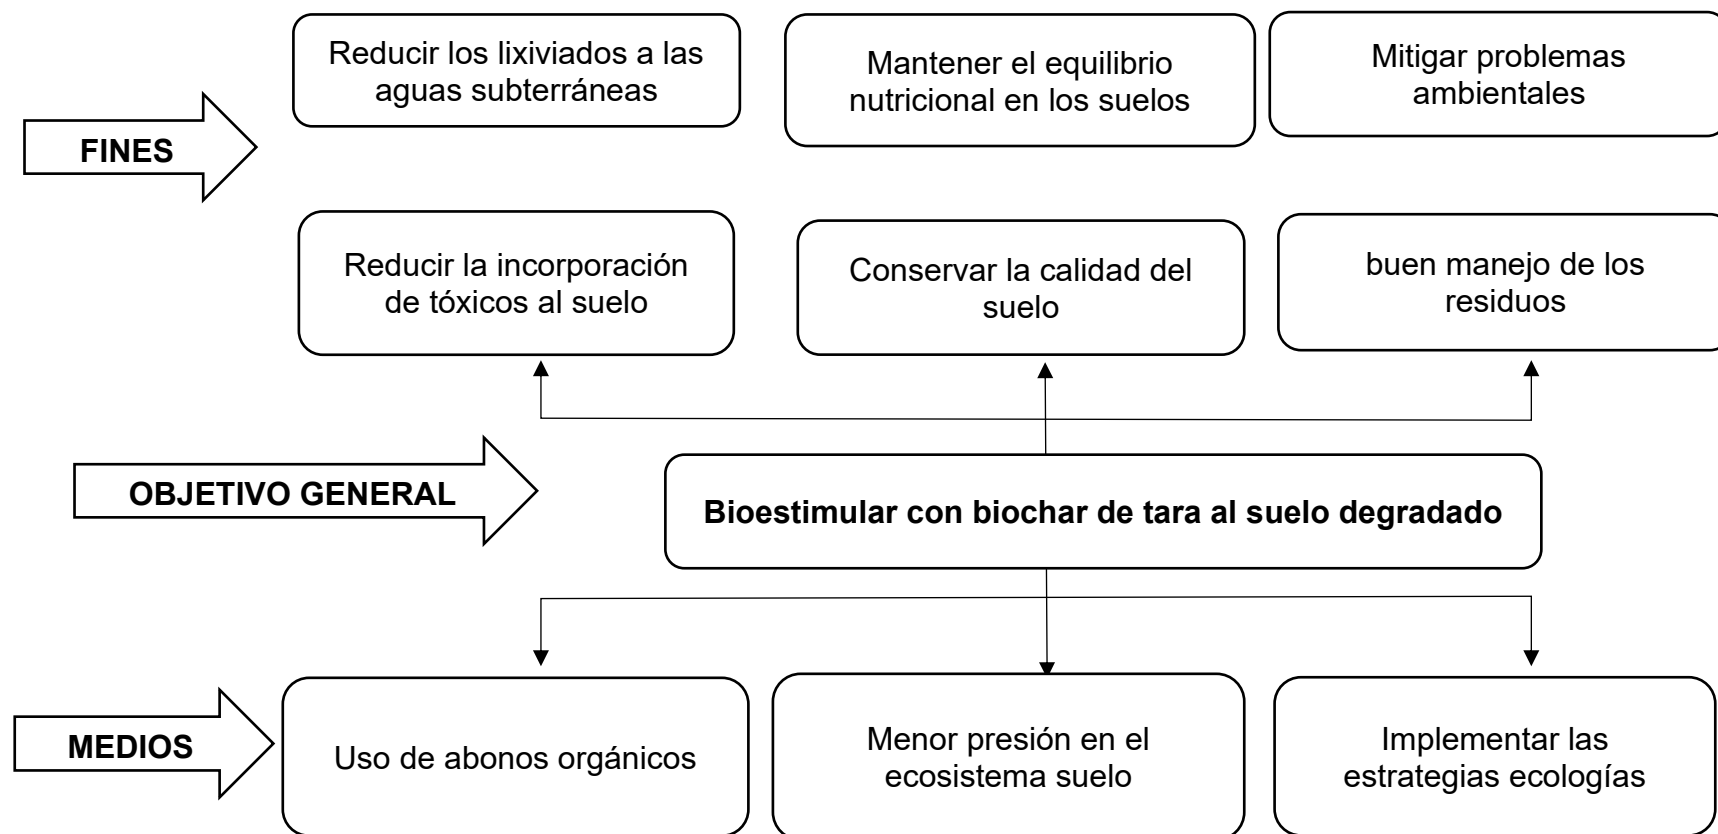 Reducir los lixiviados a las
aguas subterráneas
Mantener el equilibrio
nutricional en los suelos
Mitigar problemas
ambientales
FINES
Reducir la incorporación
de tóxicos al suelo
Conservar la calidad del
suelo
buen manejo de los
residuos
OBJETIVO GENERAL
Bioestimular con biochar de tara al suelo degradado
MEDIOS
Uso de abonos orgánicos
Menor presión en el
ecosistema suelo
Implementar las
estrategias ecologías